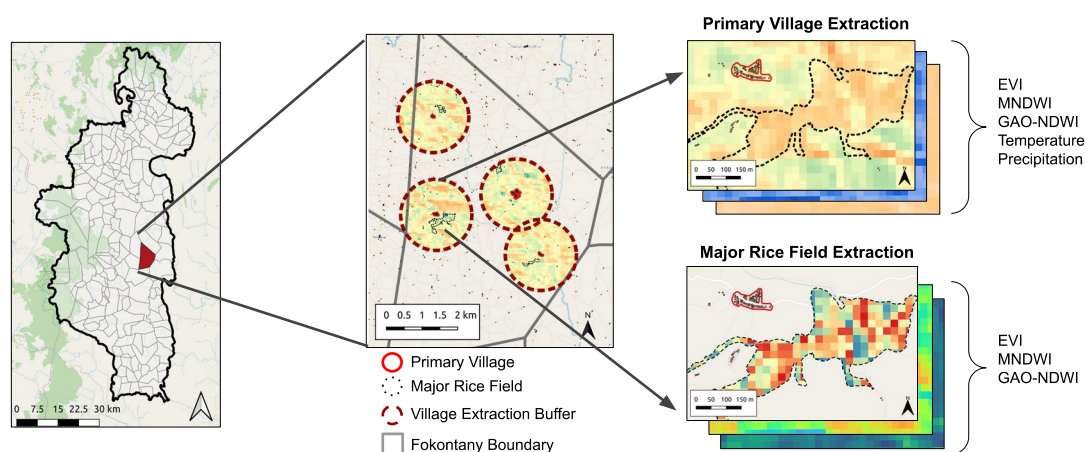 Primary Village Extraction
EVI
MNDWI
GAO-NDWI
Temperature
Precipitation
0 50 100 150 m
N
0 7.5 15 22.5 30 km
0 0.5 1 1.5 2 km
N
Primary Village
Major Rice Field
Village Extraction Buffer
Fokontany Boundary
Major Rice Field Extraction
EVI
MNDWI
GAO-NDWI
0 50 100 150 m
N